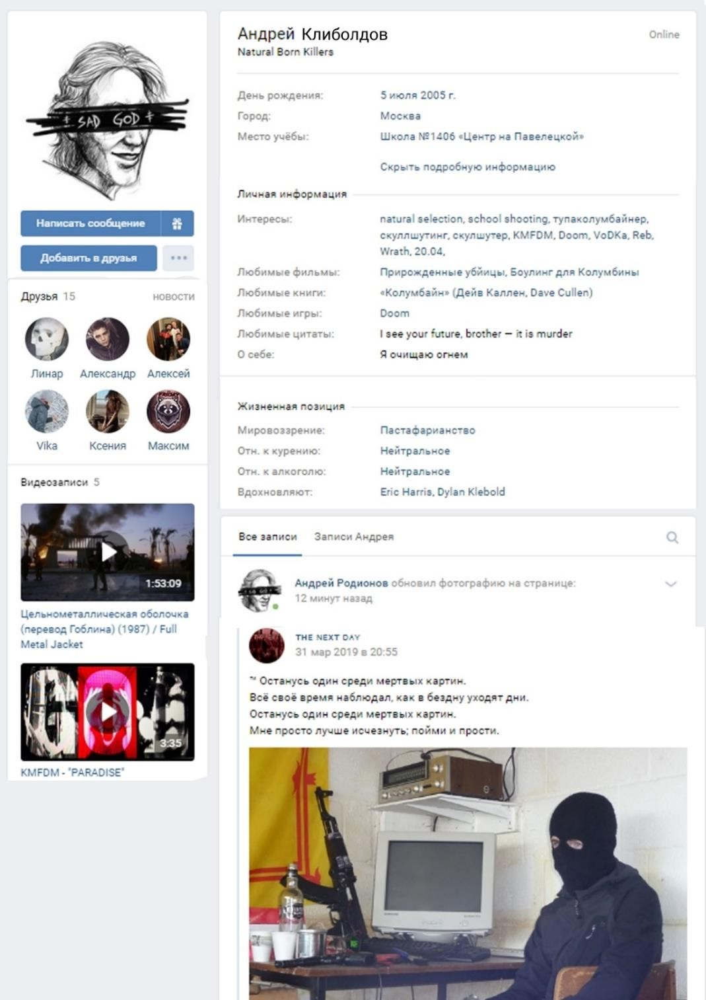 SAD GOD
Написать сообщение
Добавить в друзья
Друзья 15
новости
Линар
Александр
Алексей
Vika
Ксения
Максим
Видеозаписи 5
1:53:09
Цельнометаллическая оболочка
(перевод Гоблина) (1987) / Full
Metal Jacket
3:35
KMFDM - "PARADISE"
Андрей Клиболдов
Online
Natural Born Killers
День рождения: 5 июля 2005 г.
Город: Москва
Место учёбы: Школа №1406 «Центр на Павелецкой»
Скрыть подробную информацию
Личная информация
Интересы: natural selection, school shooting, тупаколумбайнер,
скуллшутинг, скулшутер, KMFDM, Doom, VoDKa, Reb,
Wrath, 20.04,
Любимые фильмы: Прирожденные убийцы, Боулинг для Колумбины
Любимые книги: «Колумбайн» (Дейв Каллен, Dave Cullen)
Любимые игры: Doom
Любимые цитаты: I see your future, brother — it is murder
О себе: Я очищаю огнем
Жизненная позиция
Мировоззрение: Пастафарианство
Отн. к курению: Нейтральное
Отн. к алкоголю: Нейтральное
Вдохновляют: Eric Harris, Dylan Klebold
Все записи
Записи Андрея
Андрей Родионов обновил фотографию на странице:
12 минут назад
THE NEXT DAY
31 мар 2019 в 20:55
™ Останусь один среди мертвых картин.
Всё своё время наблюдал, как в бездну уходят дни.
Останусь один среди мертвых картин.
Мне просто лучше исчезнуть; пойми и прости.